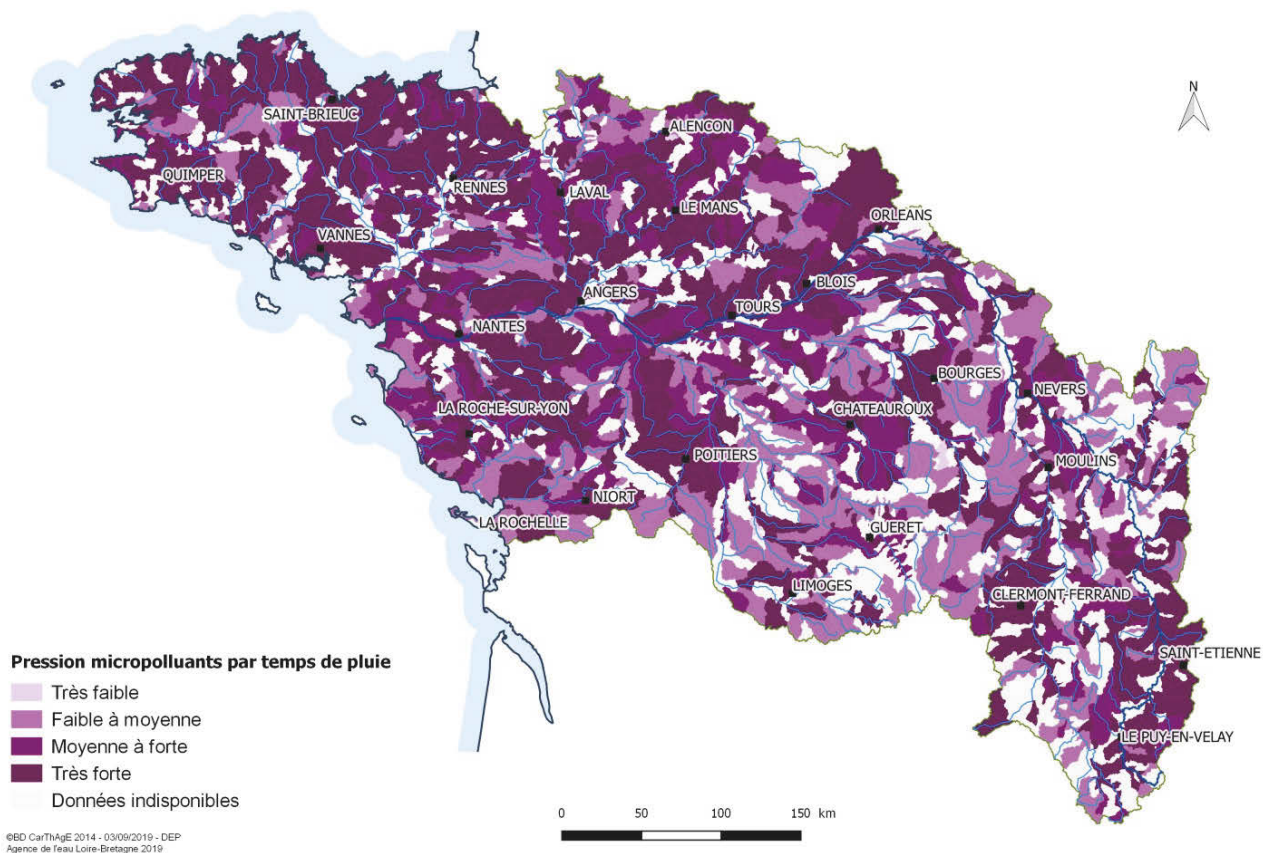 N
SAINT-BRIEUC
ALENCON
QUIMPER
RENNES
LAVAL
LE MANS
ORLEANS
VANNES
ANGERS
BLOIS
TOURS
NANTES
BOURGES
NEVERS
LA ROCHE-SUR-YON
CHATEAUROUX
POITIERS
MOULINS
NIORT
LA ROCHELLE
GUERET
LIMOGES
CLERMONT-FERRAND
SAINT-ETIENNE
LE PUY-EN-VELAY
Pression micropolluants par temps de pluie
Très faible
Faible à moyenne
Moyenne à forte
Très forte
Données indisponibles
0 50 100 150 km
©BD CarThAgE 2014 - 03/09/2019 - DEP
Agence de l'eau Loire-Bretagne 2019